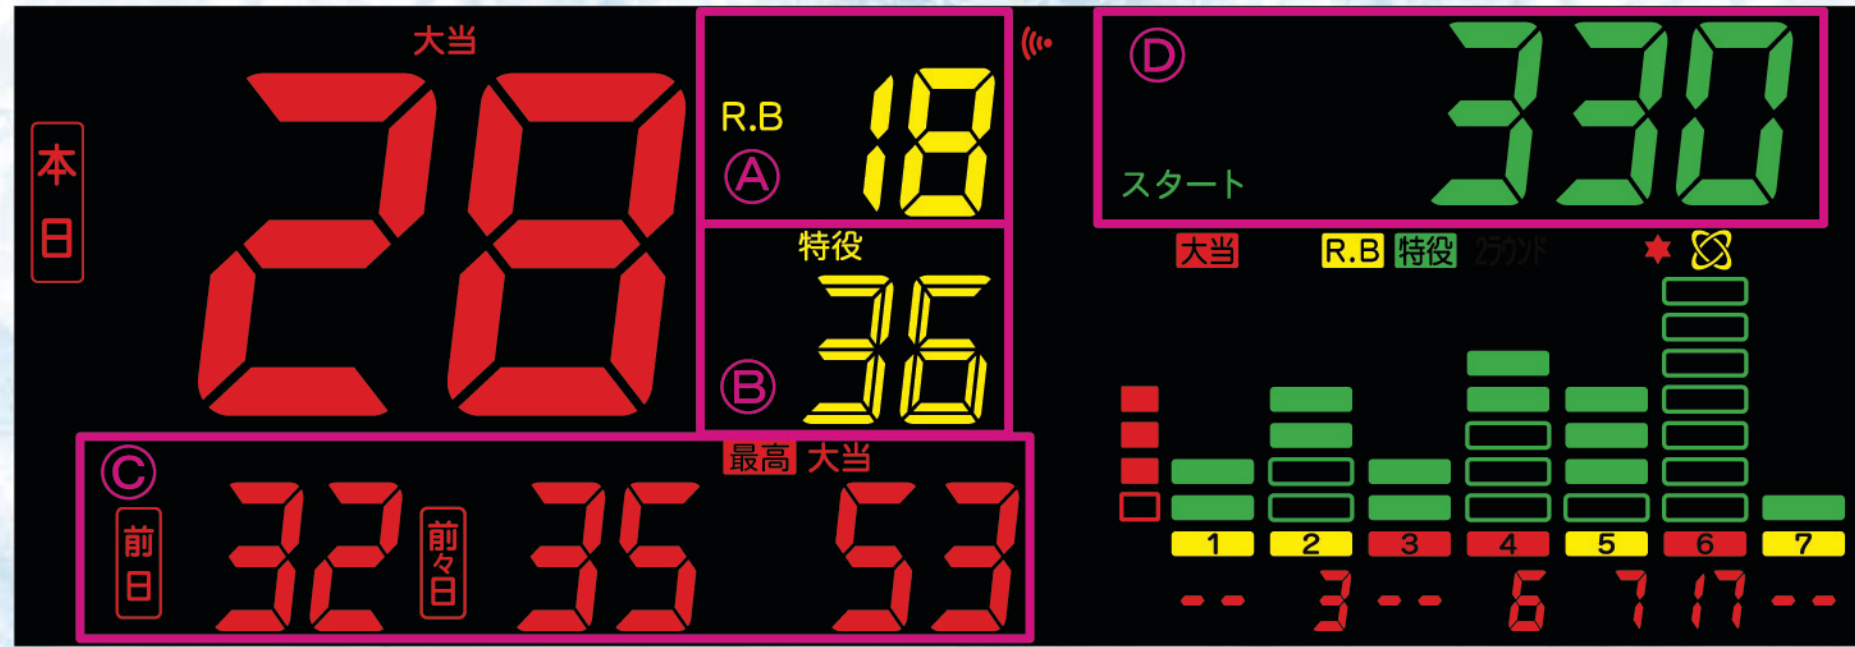 大当
本日
28
R.B
Ⓐ
18
特役
Ⓑ
36
Ⓒ
最高 大当
前日
32
前々日
35
53
Ⓓ
スタート
330
大当 R.B 特役 2ラウンド
1 2 3 4 5 6 7
-- 3 -- 6 7 17 --